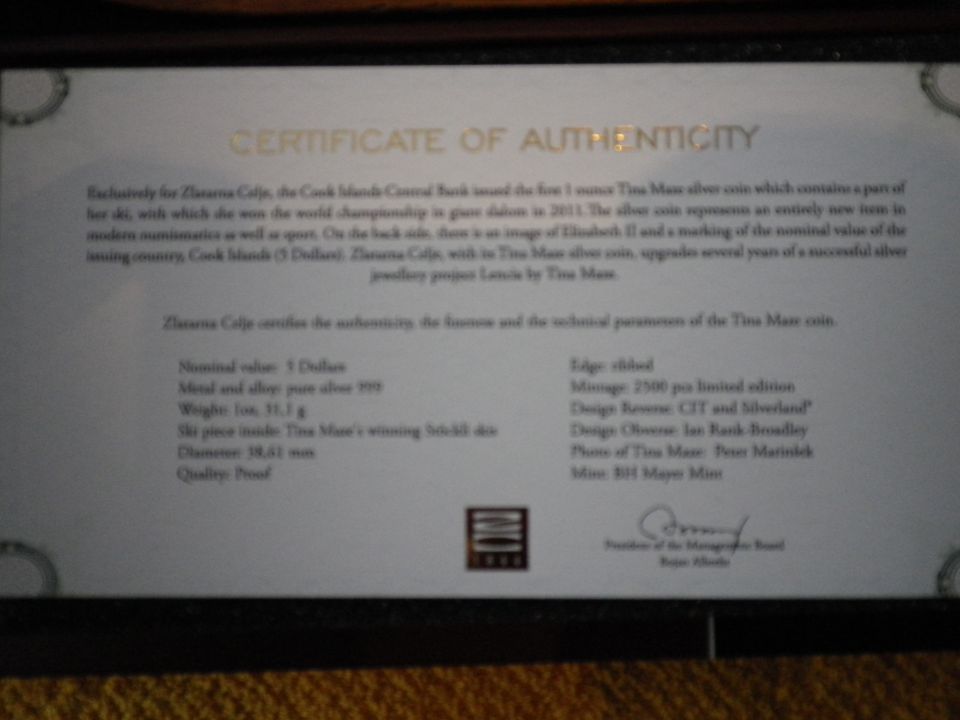 CERTIFICATE OF AUTHENTICITY
Exclusively for Zlatarna Celje, the Cook Islands Central Bank issued the first 1 ounce Tina Maze silver coin which contains a part of
her ski, with which she won the world championship in giant slalom in 2011. The silver coin represents an entirely new item in
modern numismatics as well as sport. On the back side, there is an image of Elizabeth II and a marking of the nominal value of the
issuing country, Cook Islands (5 Dollars). Zlatarna Celje, with its Tina Maze silver coin, upgrades several years of a successful silver
jewellery project Lencia by Tina Maze.
Zlatarna Celje certifies the authenticity, the fineness and the technical parameters of the Tina Maze coin.
Nominal value: 5 Dollars
Metal and alloy: pure silver 999
Weight: 1oz, 31,1 g
Ski piece inside: Tina Maze's winning Stöckli skis
Diameter: 38,61 mm
Quality: Proof
Edge: ribbed
Mintage: 2500 pcs limited edition
Design Reverse: CIT and Silverland®
Design Obverse: Ian Rank-Broadley
Photo of Tina Maze: Peter Marinšek
Mint: BH Mayer Mint
President of the Management Board